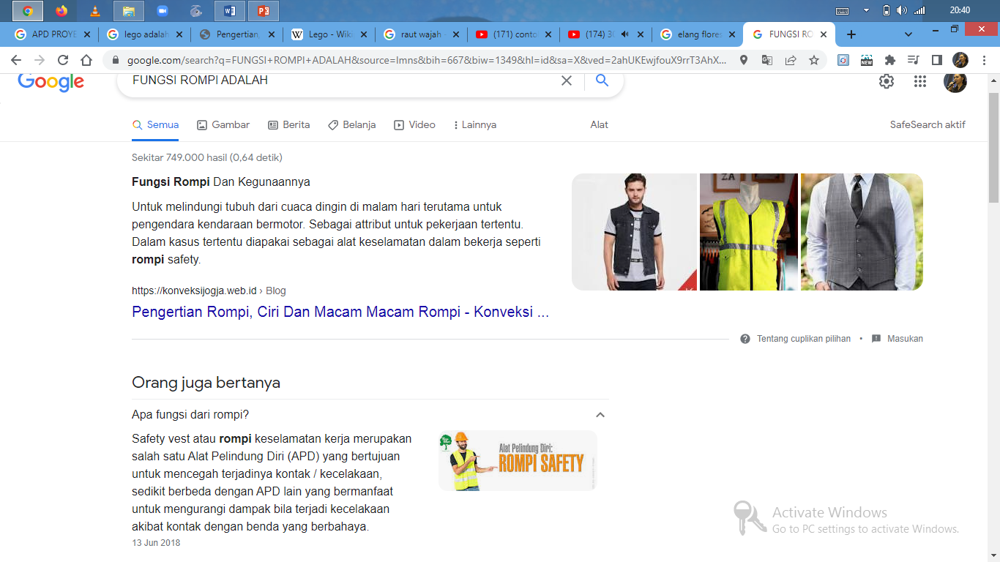 20:40
APD PROYE
lego adalah
Pengertian,
Lego - Wiki
raut wajah -
(171) conto
(174) 3
elang flores
FUNGSI RO
google.com/search?q=FUNGSI+ROMPI+ADALAH&source=lmns&bih=667&biw=1349&hl=id&sa=X&ved=2ahUKEwjfouX9rrT3AhX...
NEW
Google
FUNGSI ROMPI ADALAH
Semua
Gambar
Berita
Belanja
Video
Lainnya
Alat
SafeSearch aktif
Sekitar 749.000 hasil (0,64 detik)
Fungsi Rompi Dan Kegunaannya
Untuk melindungi tubuh dari cuaca dingin di malam hari terutama untuk
pengendara kendaraan bermotor. Sebagai attribut untuk pekerjaan tertentu.
Dalam kasus tertentu diapakai sebagai alat keselamatan dalam bekerja seperti
rompi safety.
ZA
https://konveksijogja.web.id › Blog
Pengertian Rompi, Ciri Dan Macam Macam Rompi - Konveksi ...
Tentang cuplikan pilihan • Masukan
Orang juga bertanya
Apa fungsi dari rompi?
Safety vest atau rompi keselamatan kerja merupakan
salah satu Alat Pelindung Diri (APD) yang bertujuan
untuk mencegah terjadinya kontak / kecelakaan,
sedikit berbeda dengan APD lain yang bermanfaat
untuk mengurangi dampak bila terjadi kecelakaan
akibat kontak dengan benda yang berbahaya.
13 Jun 2018
Alat Pelindung Diri:
ROMPI SAFETY
Activate Windows
Go to PC settings to activate Windows.